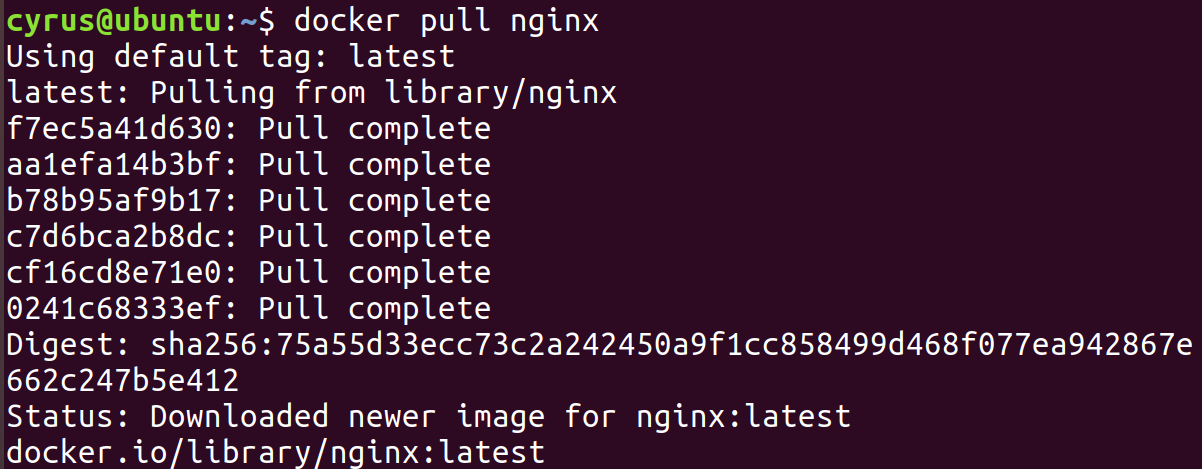 cyrus@ubuntu:~$ docker pull nginx
Using default tag: latest
latest: Pulling from library/nginx
f7ec5a41d630: Pull complete
aa1efa14b3bf: Pull complete
b78b95af9b17: Pull complete
c7d6bca2b8dc: Pull complete
cf16cd8e71e0: Pull complete
0241c68333ef: Pull complete
Digest: sha256:75a55d33ecc73c2a242450a9f1cc858499d468f077ea942867e
662c247b5e412
Status: Downloaded newer image for nginx:latest
docker.io/library/nginx:latest